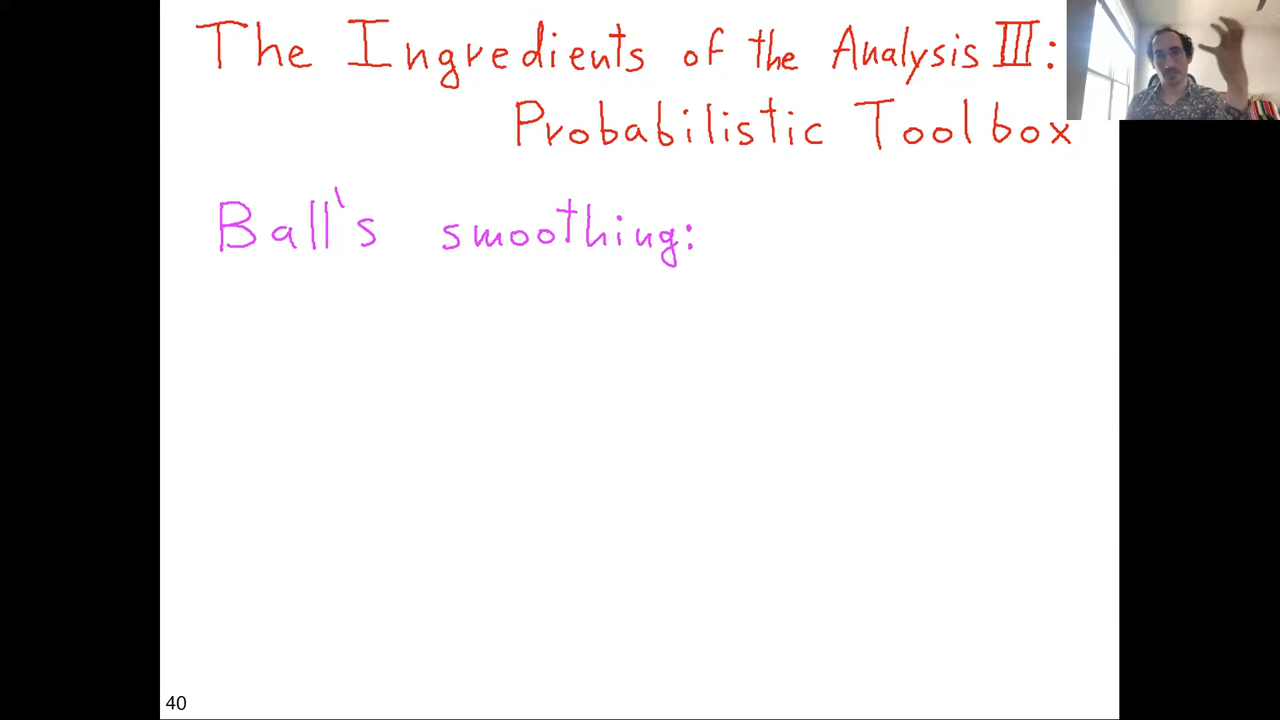 The Ingredients of the Analysis III:
Probabilistic Toolbox
Ball's smoothing:
40